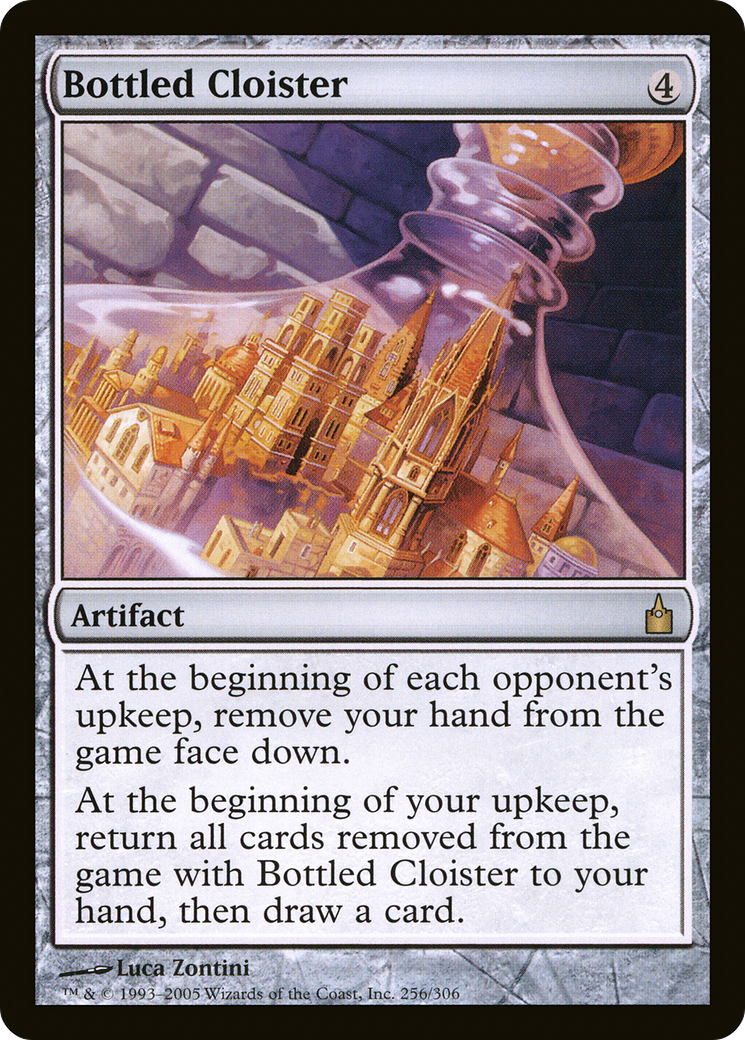 Bottled Cloister 4
Artifact
At the beginning of each opponent's
upkeep, remove your hand from the
game face down.
At the beginning of your upkeep,
return all cards removed from the
game with Bottled Cloister to your
hand, then draw a card.
Luca Zontini
™ & © 1993–2005 Wizards of the Coast, Inc. 256/306